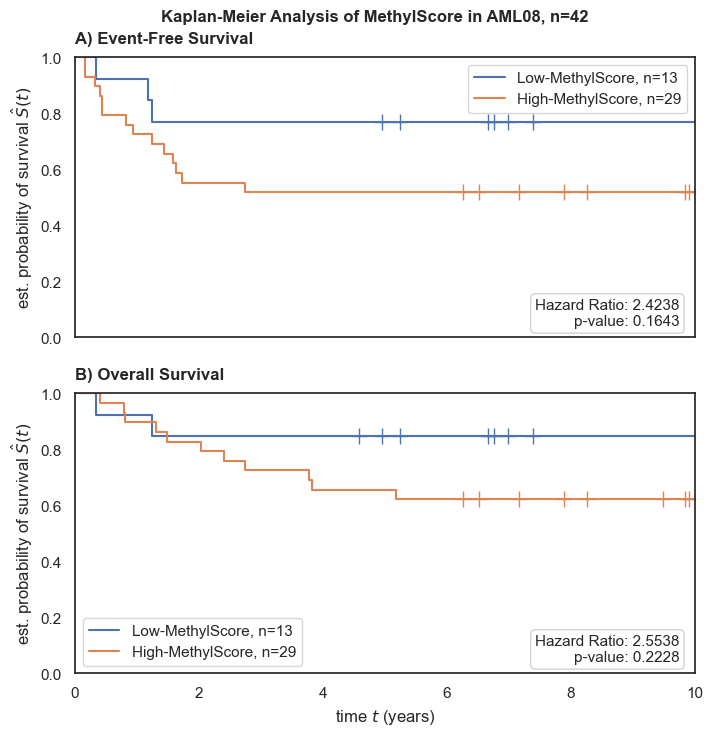 Kaplan-Meier Analysis of MethylScore in AML08, n=42
A) Event-Free Survival
est. probability of survival Ŝ(t)
1.0
0.8
0.6
0.4
0.2
0.0
Low-MethylScore, n=13
High-MethylScore, n=29
Hazard Ratio: 2.4238
p-value: 0.1643
B) Overall Survival
est. probability of survival Ŝ(t)
1.0
0.8
0.6
0.4
0.2
0.0
Low-MethylScore, n=13
High-MethylScore, n=29
Hazard Ratio: 2.5538
p-value: 0.2228
0 2 4 6 8 10
time t (years)